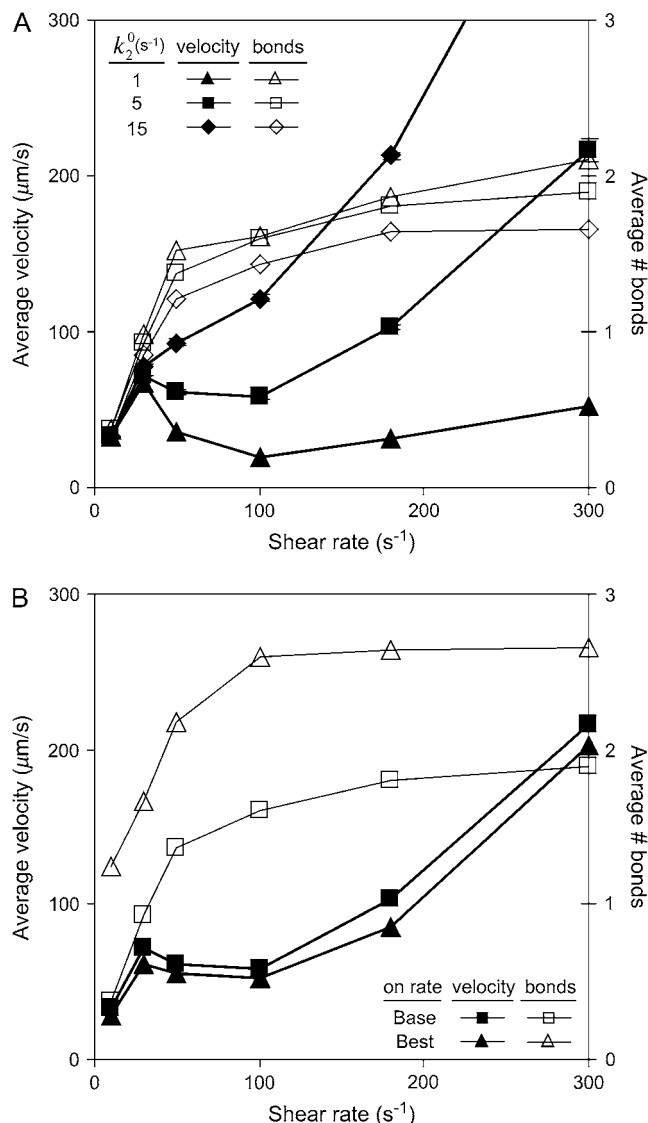 A
k₂⁰(s⁻¹) velocity bonds
1
5
15
300
200
100
0
3
2
1
0
Average velocity (μm/s)
Average # bonds
0 100 200 300
Shear rate (s⁻¹)
B
300
200
100
0
3
2
1
0
Average velocity (μm/s)
Average # bonds
on rate velocity bonds
Base
Best
0 100 200 300
Shear rate (s⁻¹)